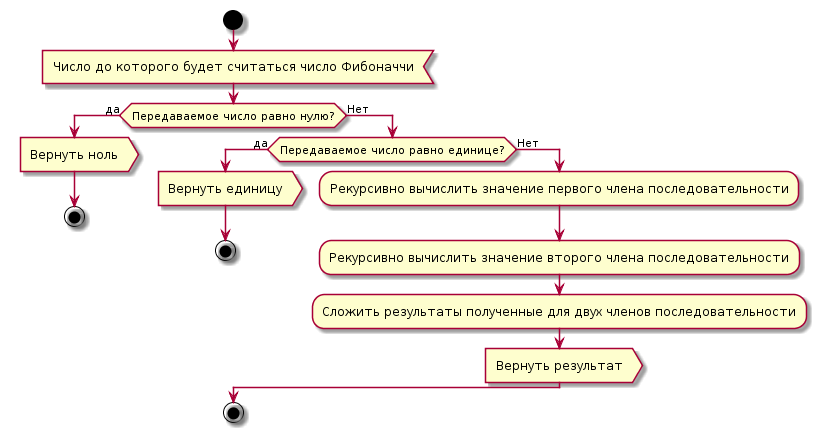 Число до которого будет считаться число Фибоначчи
да
Передаваемое число равно нулю?
Нет
Вернуть ноль
да
Передаваемое число равно единице?
Нет
Вернуть единицу
Рекурсивно вычислить значение первого члена последовательности
Рекурсивно вычислить значение второго члена последовательности
Сложить результаты полученные для двух членов последовательности
Вернуть результат